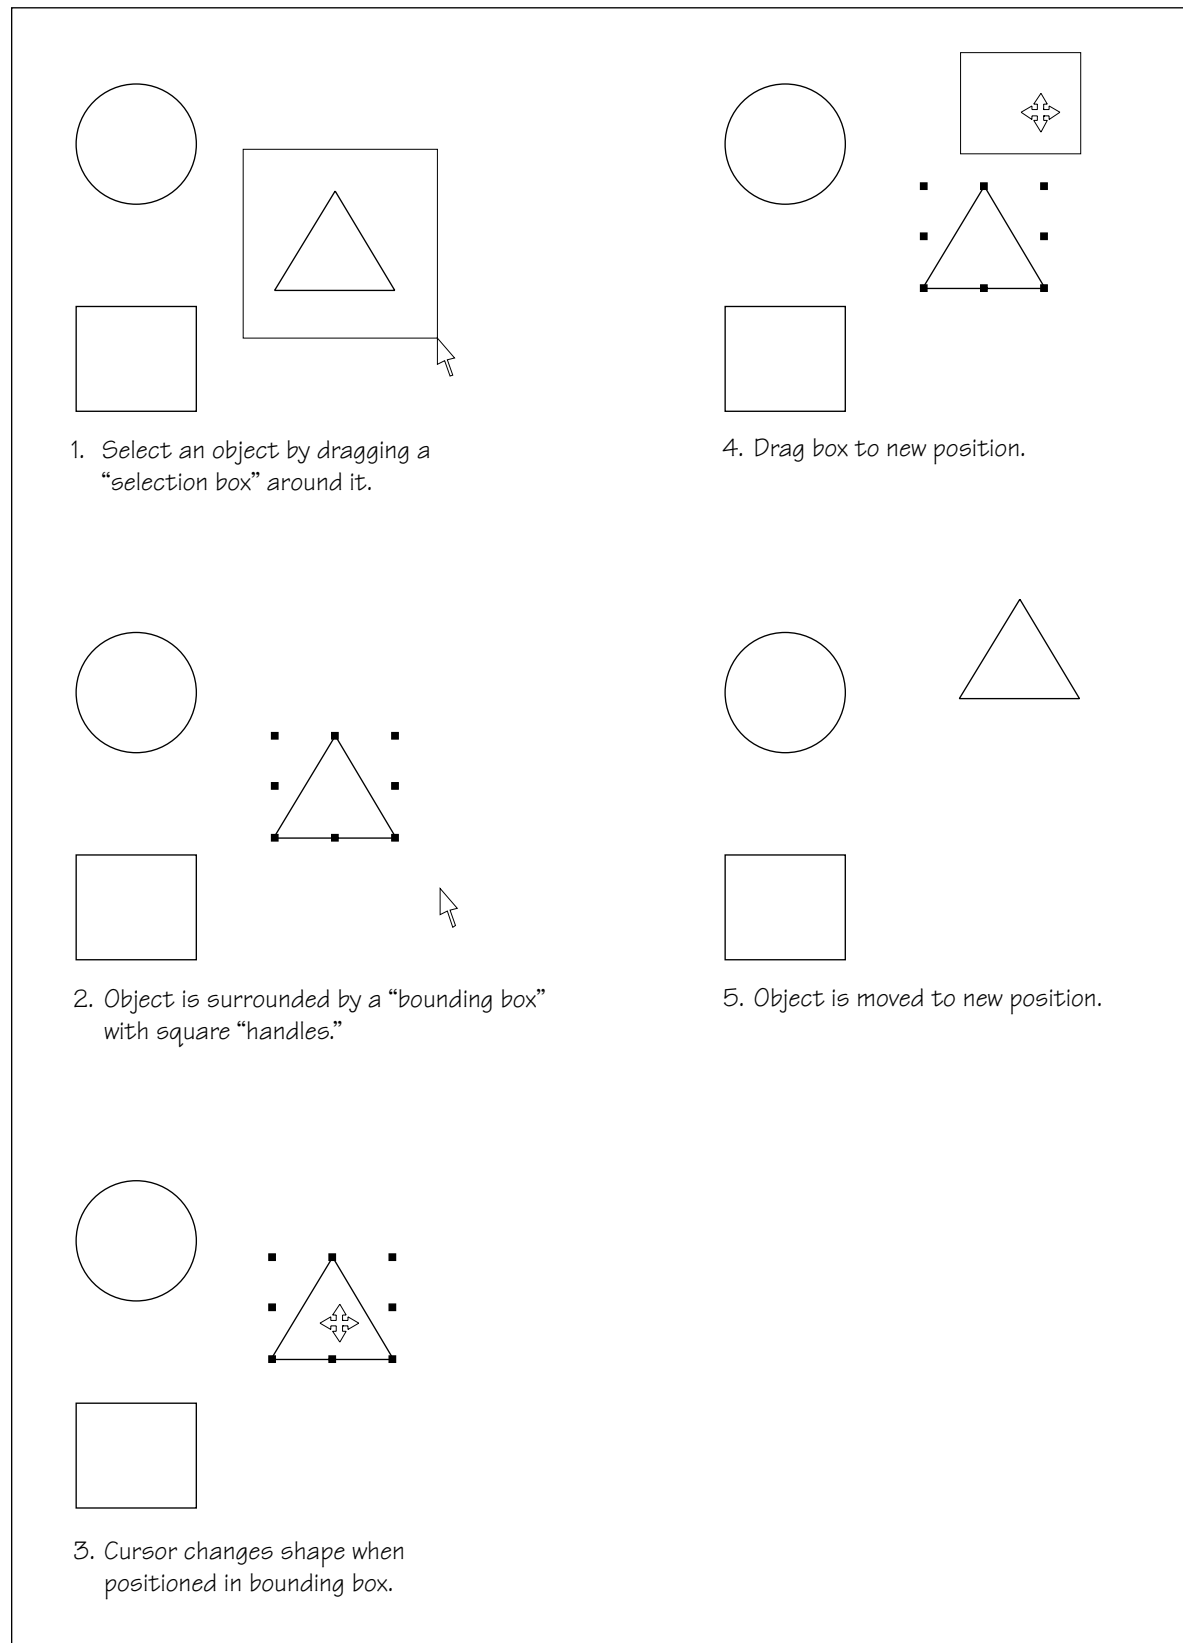 1. Select an object by dragging a
“selection box” around it.
2. Object is surrounded by a “bounding box”
with square “handles.”
3. Cursor changes shape when
positioned in bounding box.
4. Drag box to new position.
5. Object is moved to new position.